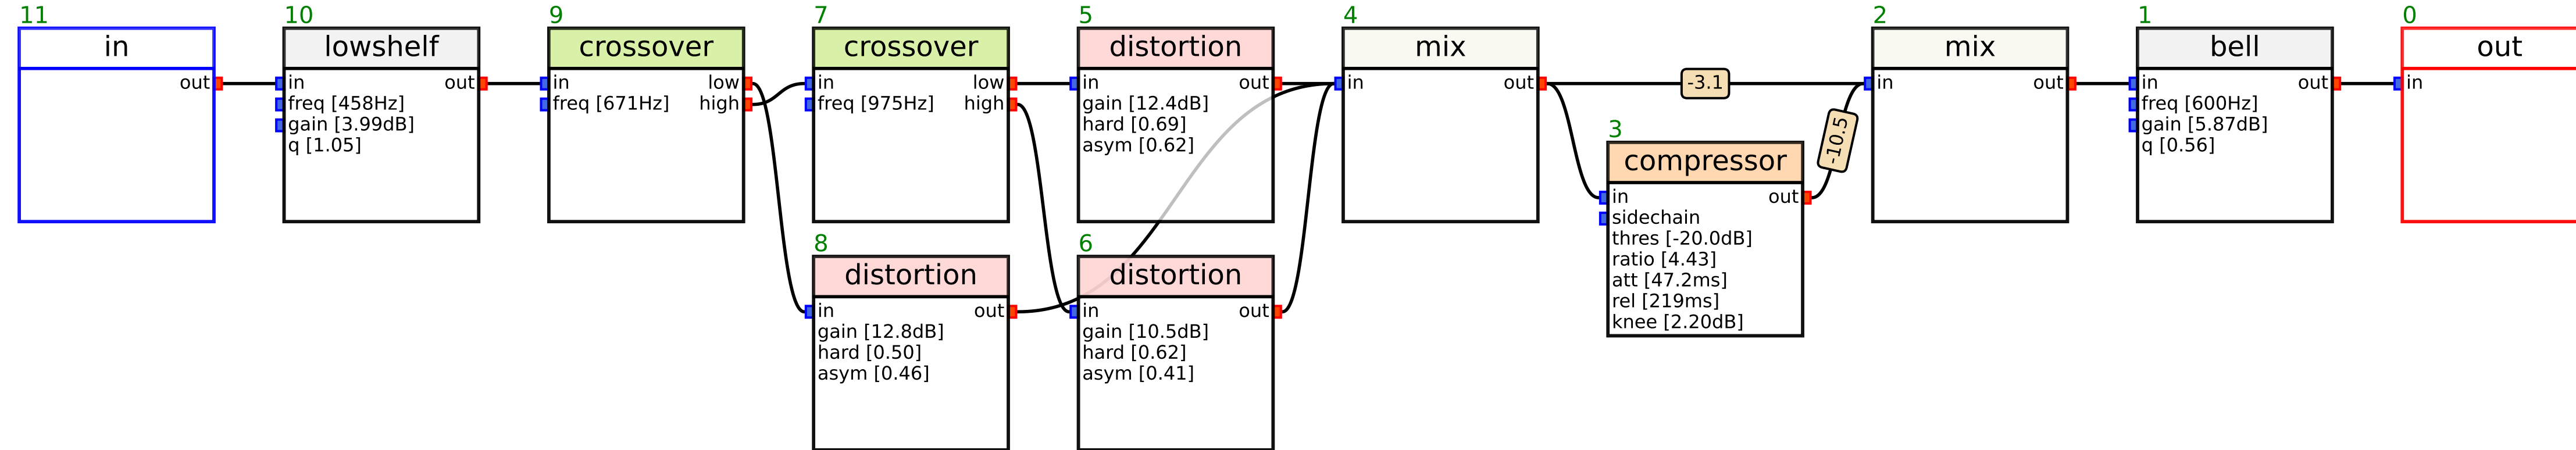 11
in
out
10
lowshelf
in out
freq [458Hz]
gain [3.99dB]
q [1.05]
9
crossover
in low
freq [671Hz] high
7
crossover
in low
freq [975Hz] high
8
distortion
in out
gain [12.8dB]
hard [0.50]
asym [0.46]
5
distortion
in out
gain [12.4dB]
hard [0.69]
asym [0.62]
6
distortion
in out
gain [10.5dB]
hard [0.62]
asym [0.41]
4
mix
in out
-3.1
3
compressor
in out
sidechain
thres [-20.0dB]
ratio [4.43]
att [47.2ms]
rel [219ms]
knee [2.20dB]
-10.5
2
mix
in out
1
bell
in out
freq [600Hz]
gain [5.87dB]
q [0.56]
0
out
in